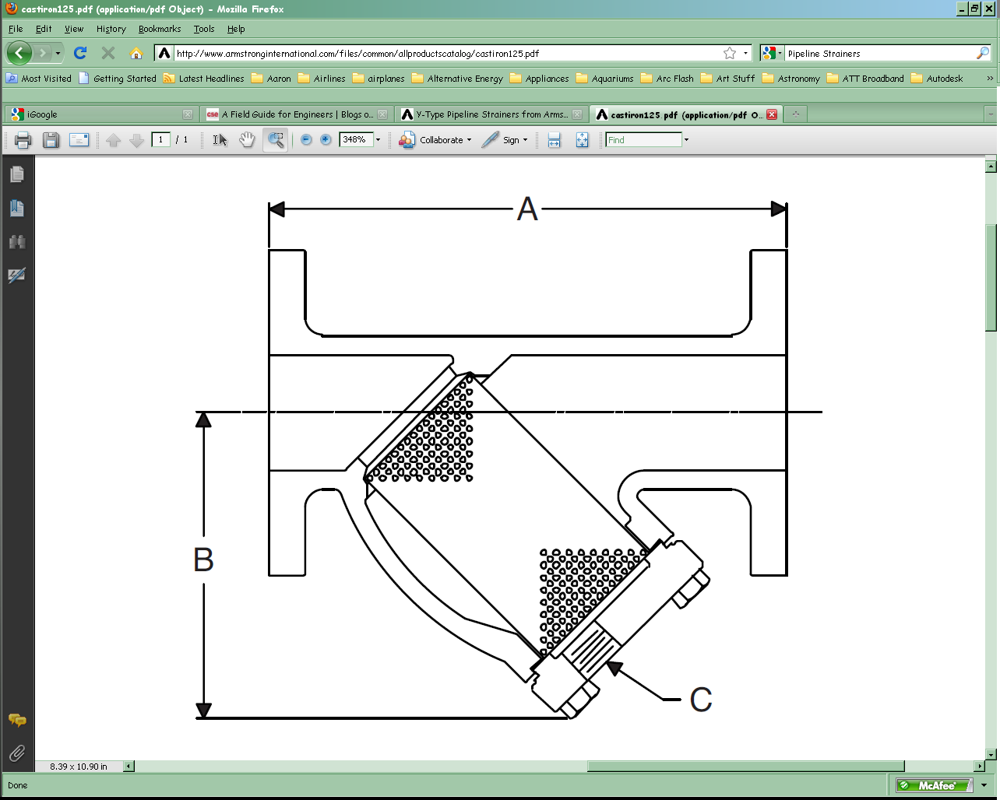 castiron125.pdf (application/pdf Object) - Mozilla Firefox
File Edit View History Bookmarks Tools Help
http://www.armstronginternational.com/files/common/allproductscatalog/castiron125.pdf
Pipeline Strainers
Most Visited Getting Started Latest Headlines Aaron Airlines airplanes Alternative Energy Appliances Aquariums Arc Flash Art Stuff Astronomy ATT Broadband Autodesk »
iGoogle
cse A Field Guide for Engineers | Blogs o...
Y-Type Pipeline Strainers from Arms...
castiron125.pdf (application/pdf O...
1 / 1 348% Collaborate Sign Find
A
B
C
8.39 x 10.90 in
Done
McAfee